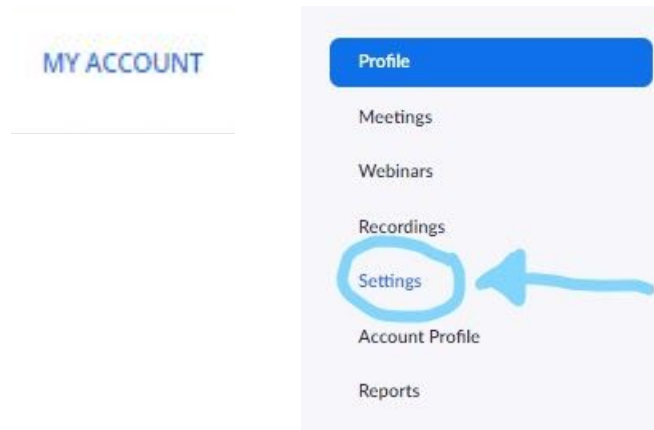 MY ACCOUNT
Profile
Meetings
Webinars
Recordings
Settings
Account Profile
Reports